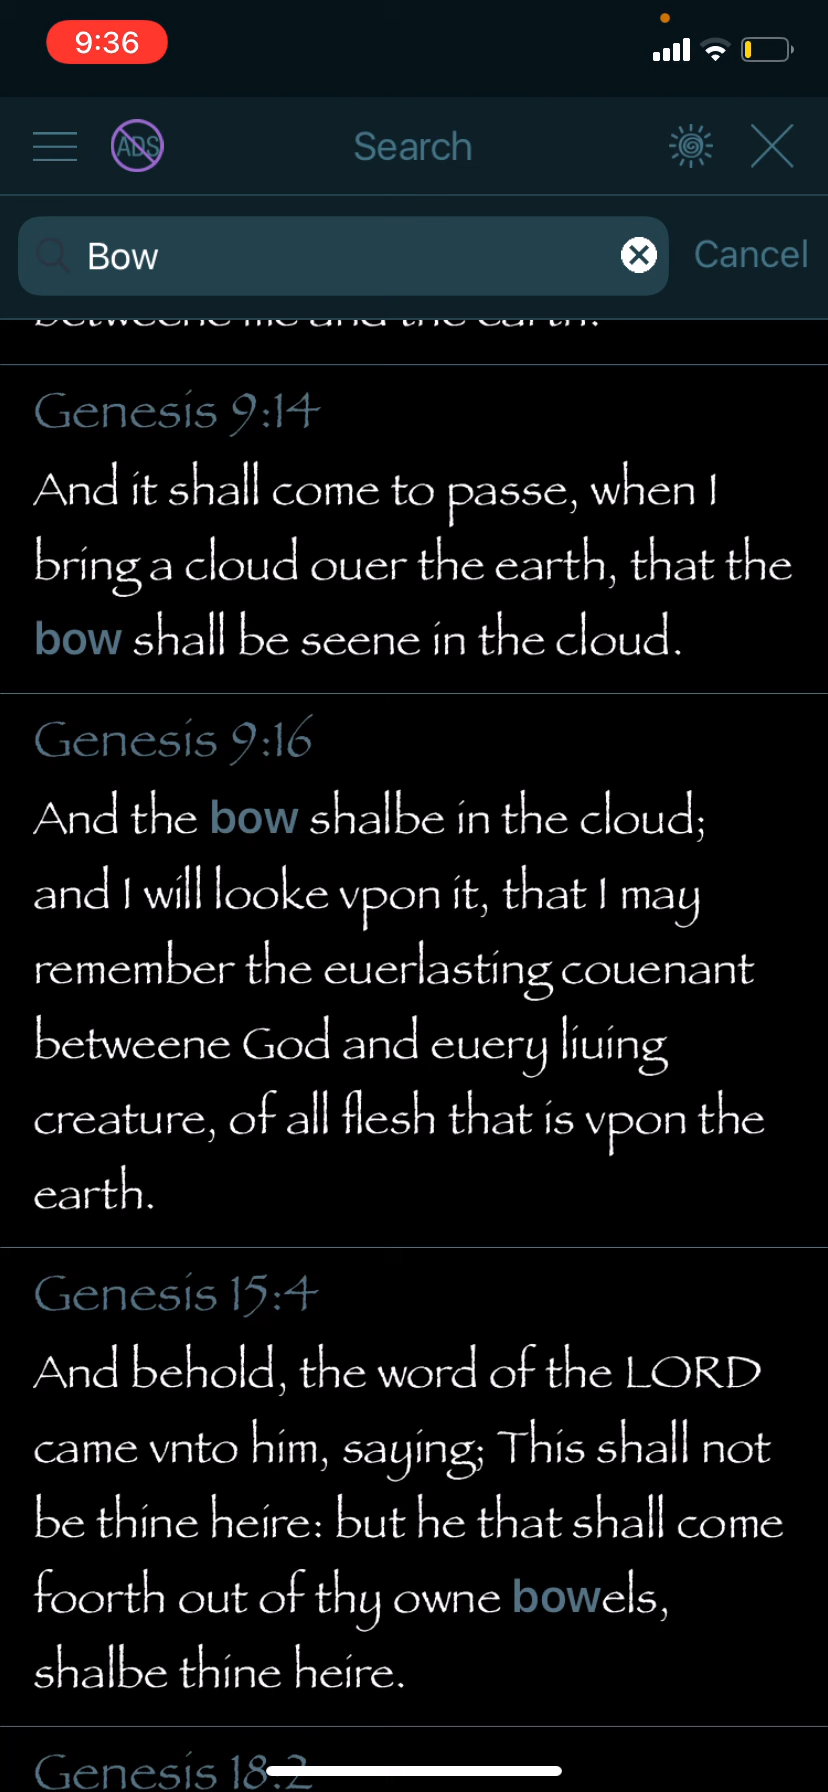 9:36
ADS
Search
Bow
Cancel
betweene me and the earth.
Genesis 9:14
And it shall come to passe, when I
bring a cloud ouer the earth, that the
bow shall be seene in the cloud.
Genesis 9:16
And the bow shalbe in the cloud;
and I will looke vpon it, that I may
remember the euerlasting couenant
betweene God and euery liuing
creature, of all flesh that is vpon the
earth.
Genesis 15:4
And behold, the word of the LORD
came vnto him, saying; This shall not
be thine heire: but he that shall come
foorth out of thy owne bowels,
shalbe thine heire.
Genesis 18:2